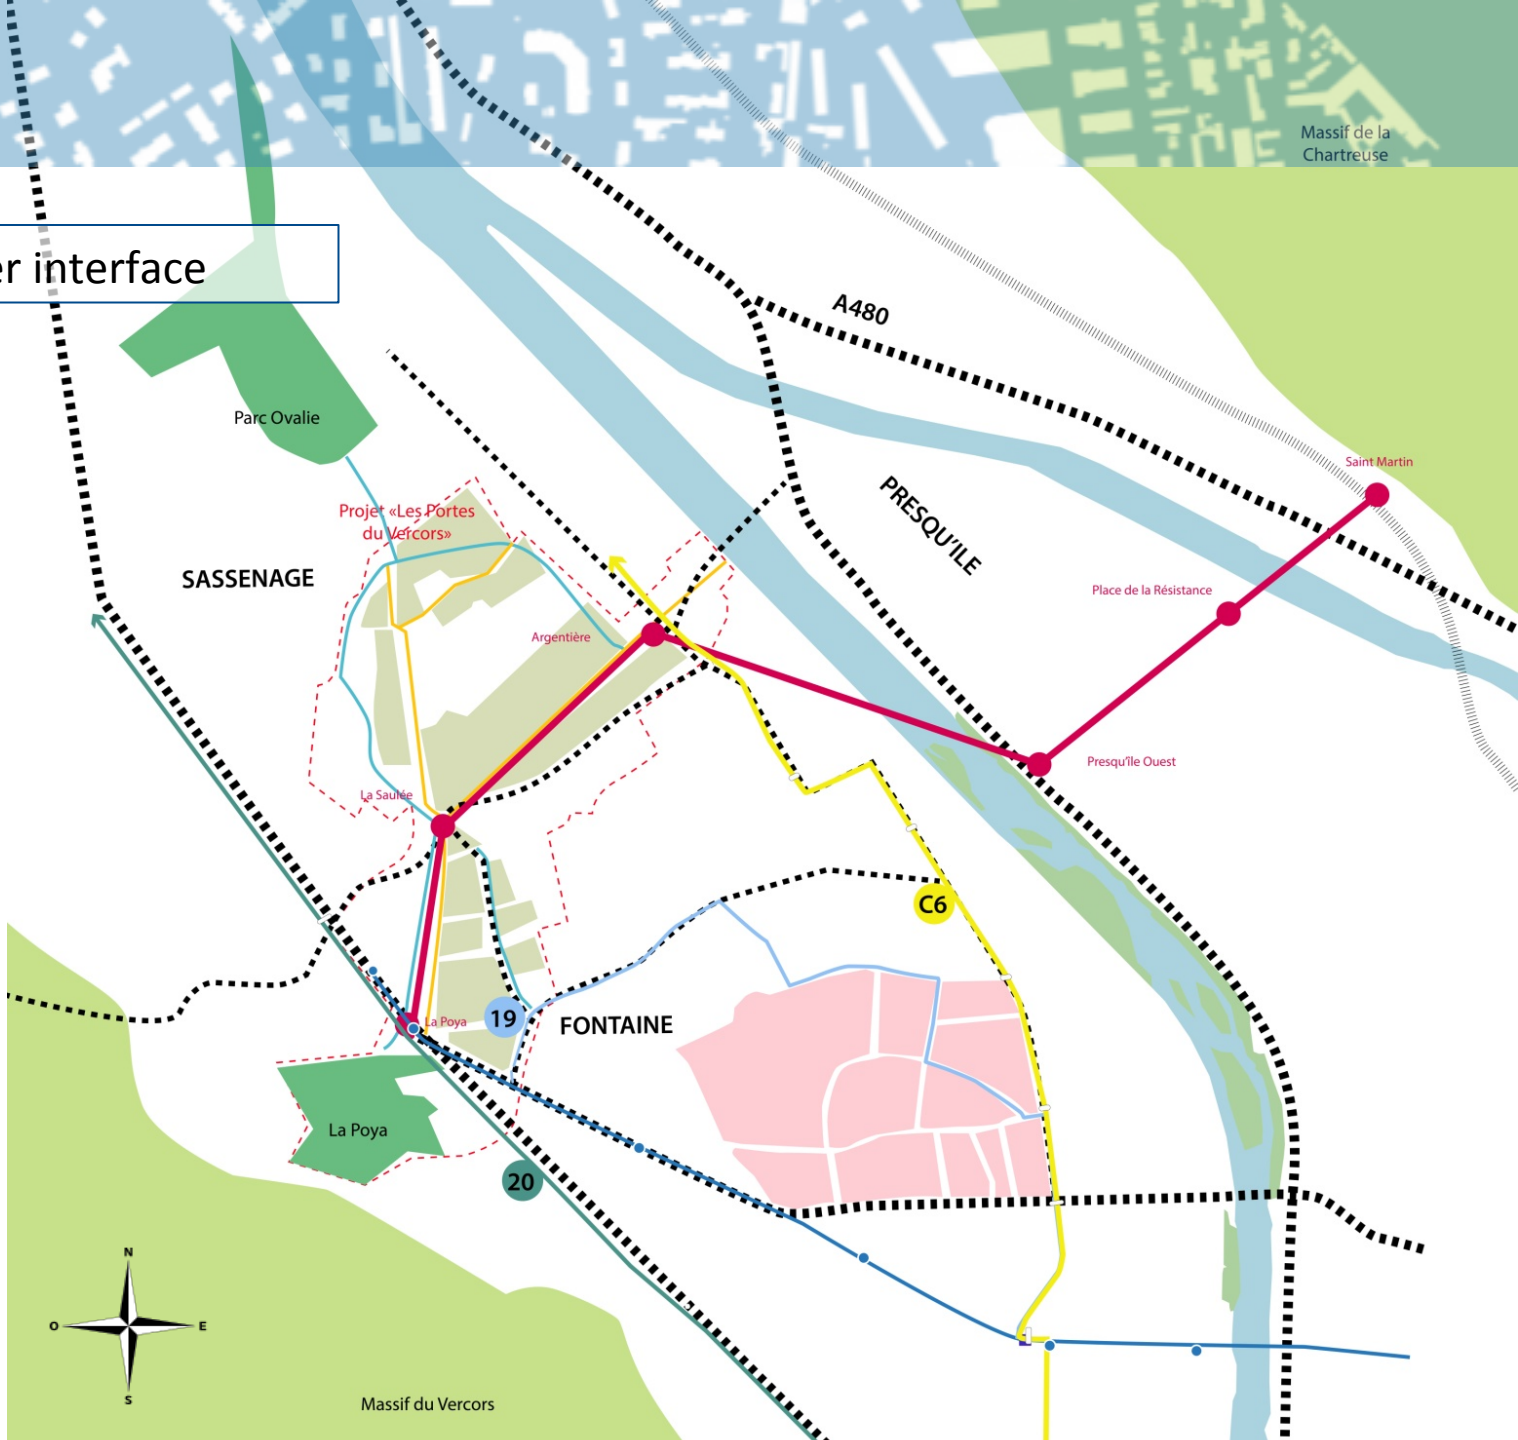 Massif de la
Chartreuse
er interface
A480
Parc Ovalie
Saint Martin
PRESQU'ILE
Projet «Les Portes
du Vercors»
SASSENAGE
Place de la Résistance
Argentière
Presqu'île Ouest
La Saulée
C6
19
La Poya
FONTAINE
La Poya
20
N
O
E
S
Massif du Vercors